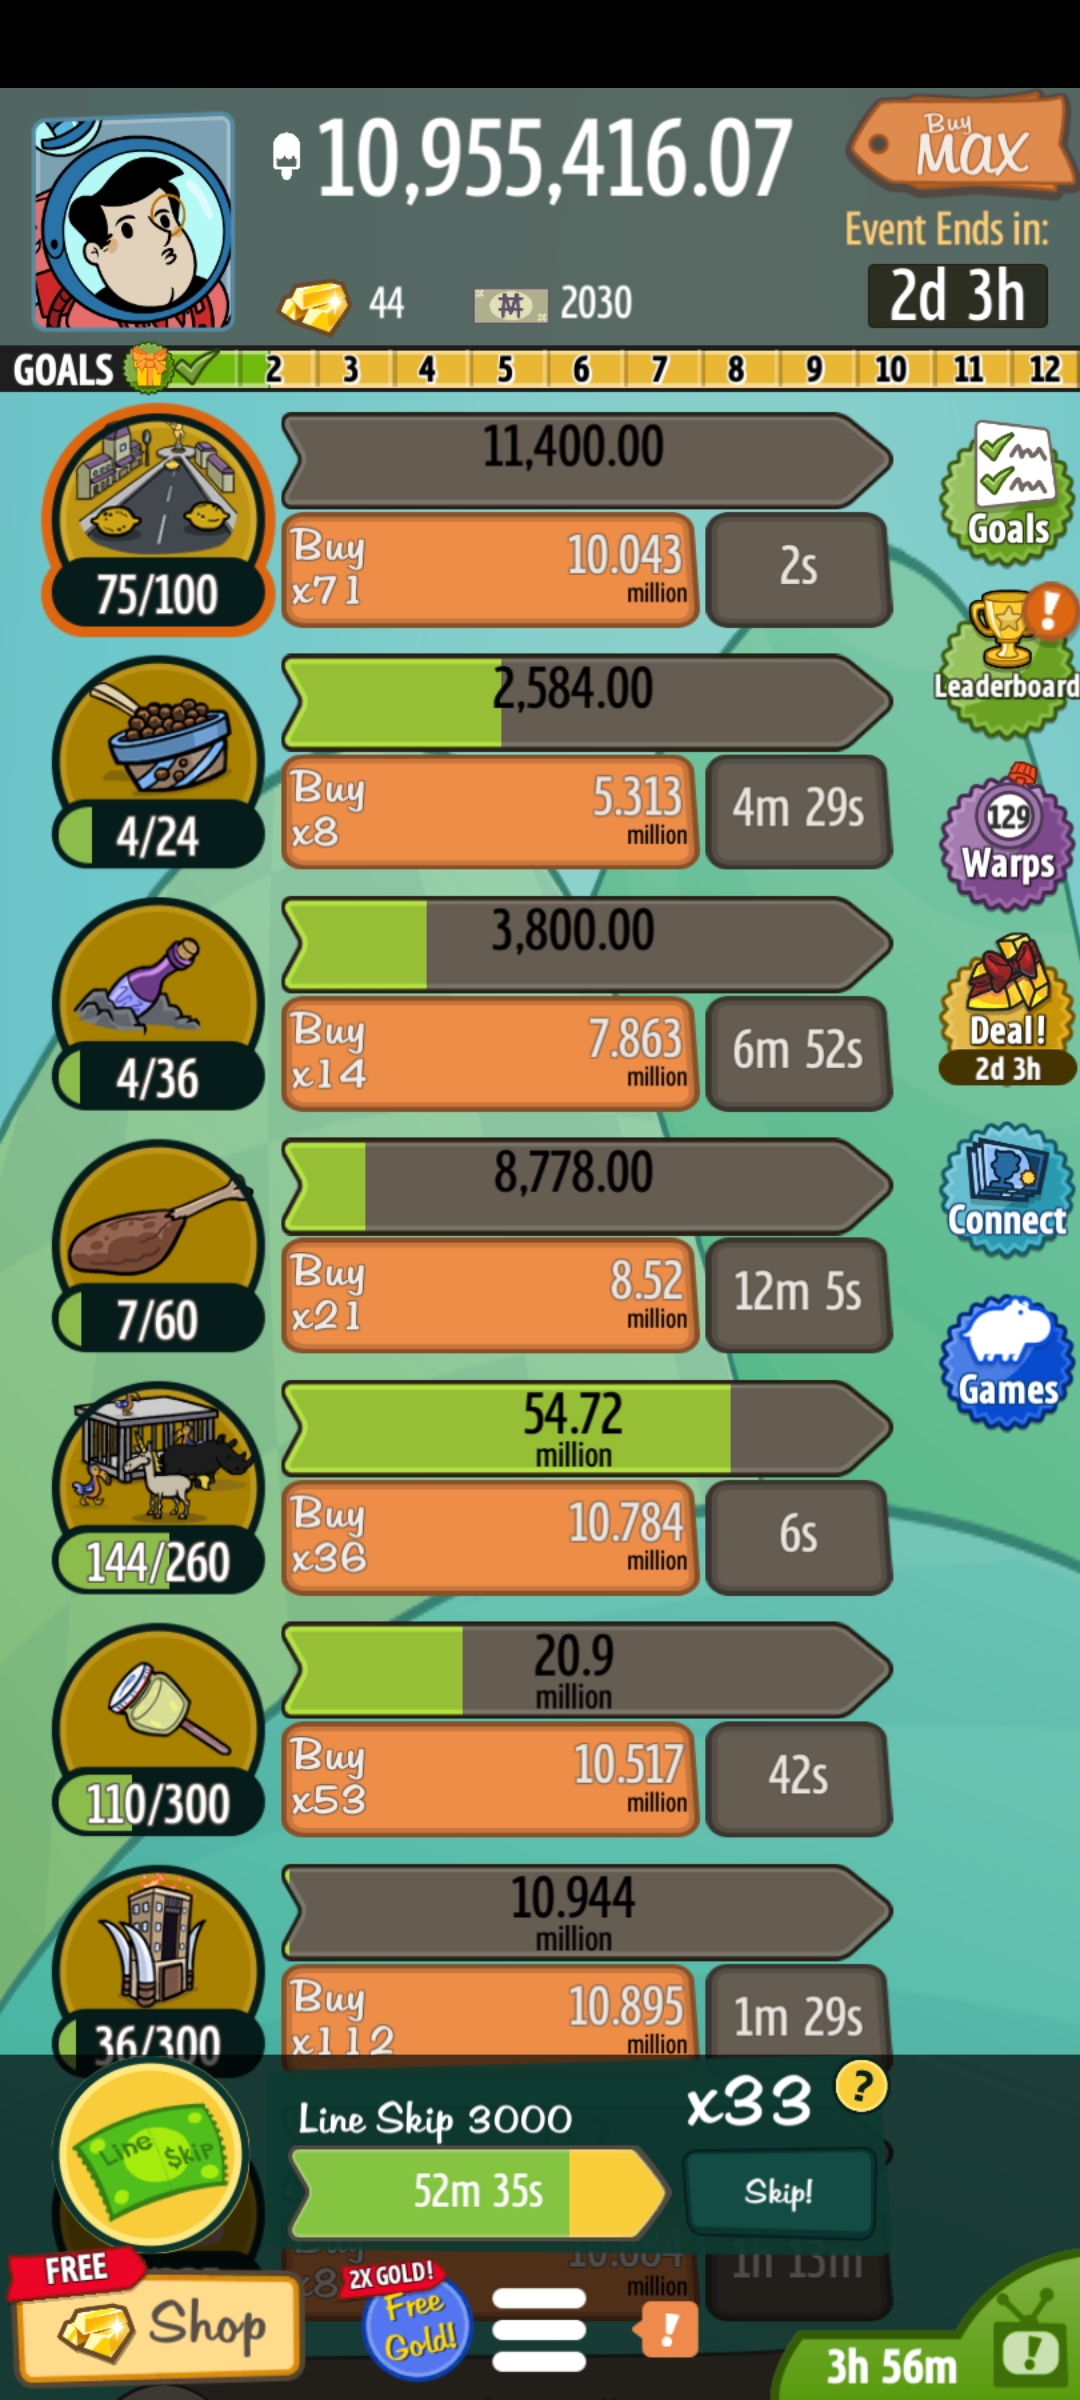 10,955,416.07
Buy
Max
Event Ends in:
44
2030
2d 3h
GOALS 2 3 4 5 6 7 8 9 10 11 12
11,400.00
Buy
x71
10.043
million
2s
75/100
Goals
2,584.00
Buy
x8
5.313
million
4m 29s
4/24
Leaderboard
3,800.00
Buy
x14
7.863
million
6m 52s
4/36
129
Warps
8,778.00
Buy
x21
8.52
million
12m 5s
7/60
Deal!
2d 3h
Connect
Games
54.72
million
Buy
x36
10.784
million
6s
144/260
20.9
million
Buy
x53
10.517
million
42s
110/300
10.944
million
Buy
x112
10.895
million
1m 29s
36/300
Line $kip
Line Skip 3000
x33
?
52m 35s
Skip!
Buy
x8
million
1h 13m
FREE
Shop
2X GOLD!
Free
Gold!
!
3h 56m
!